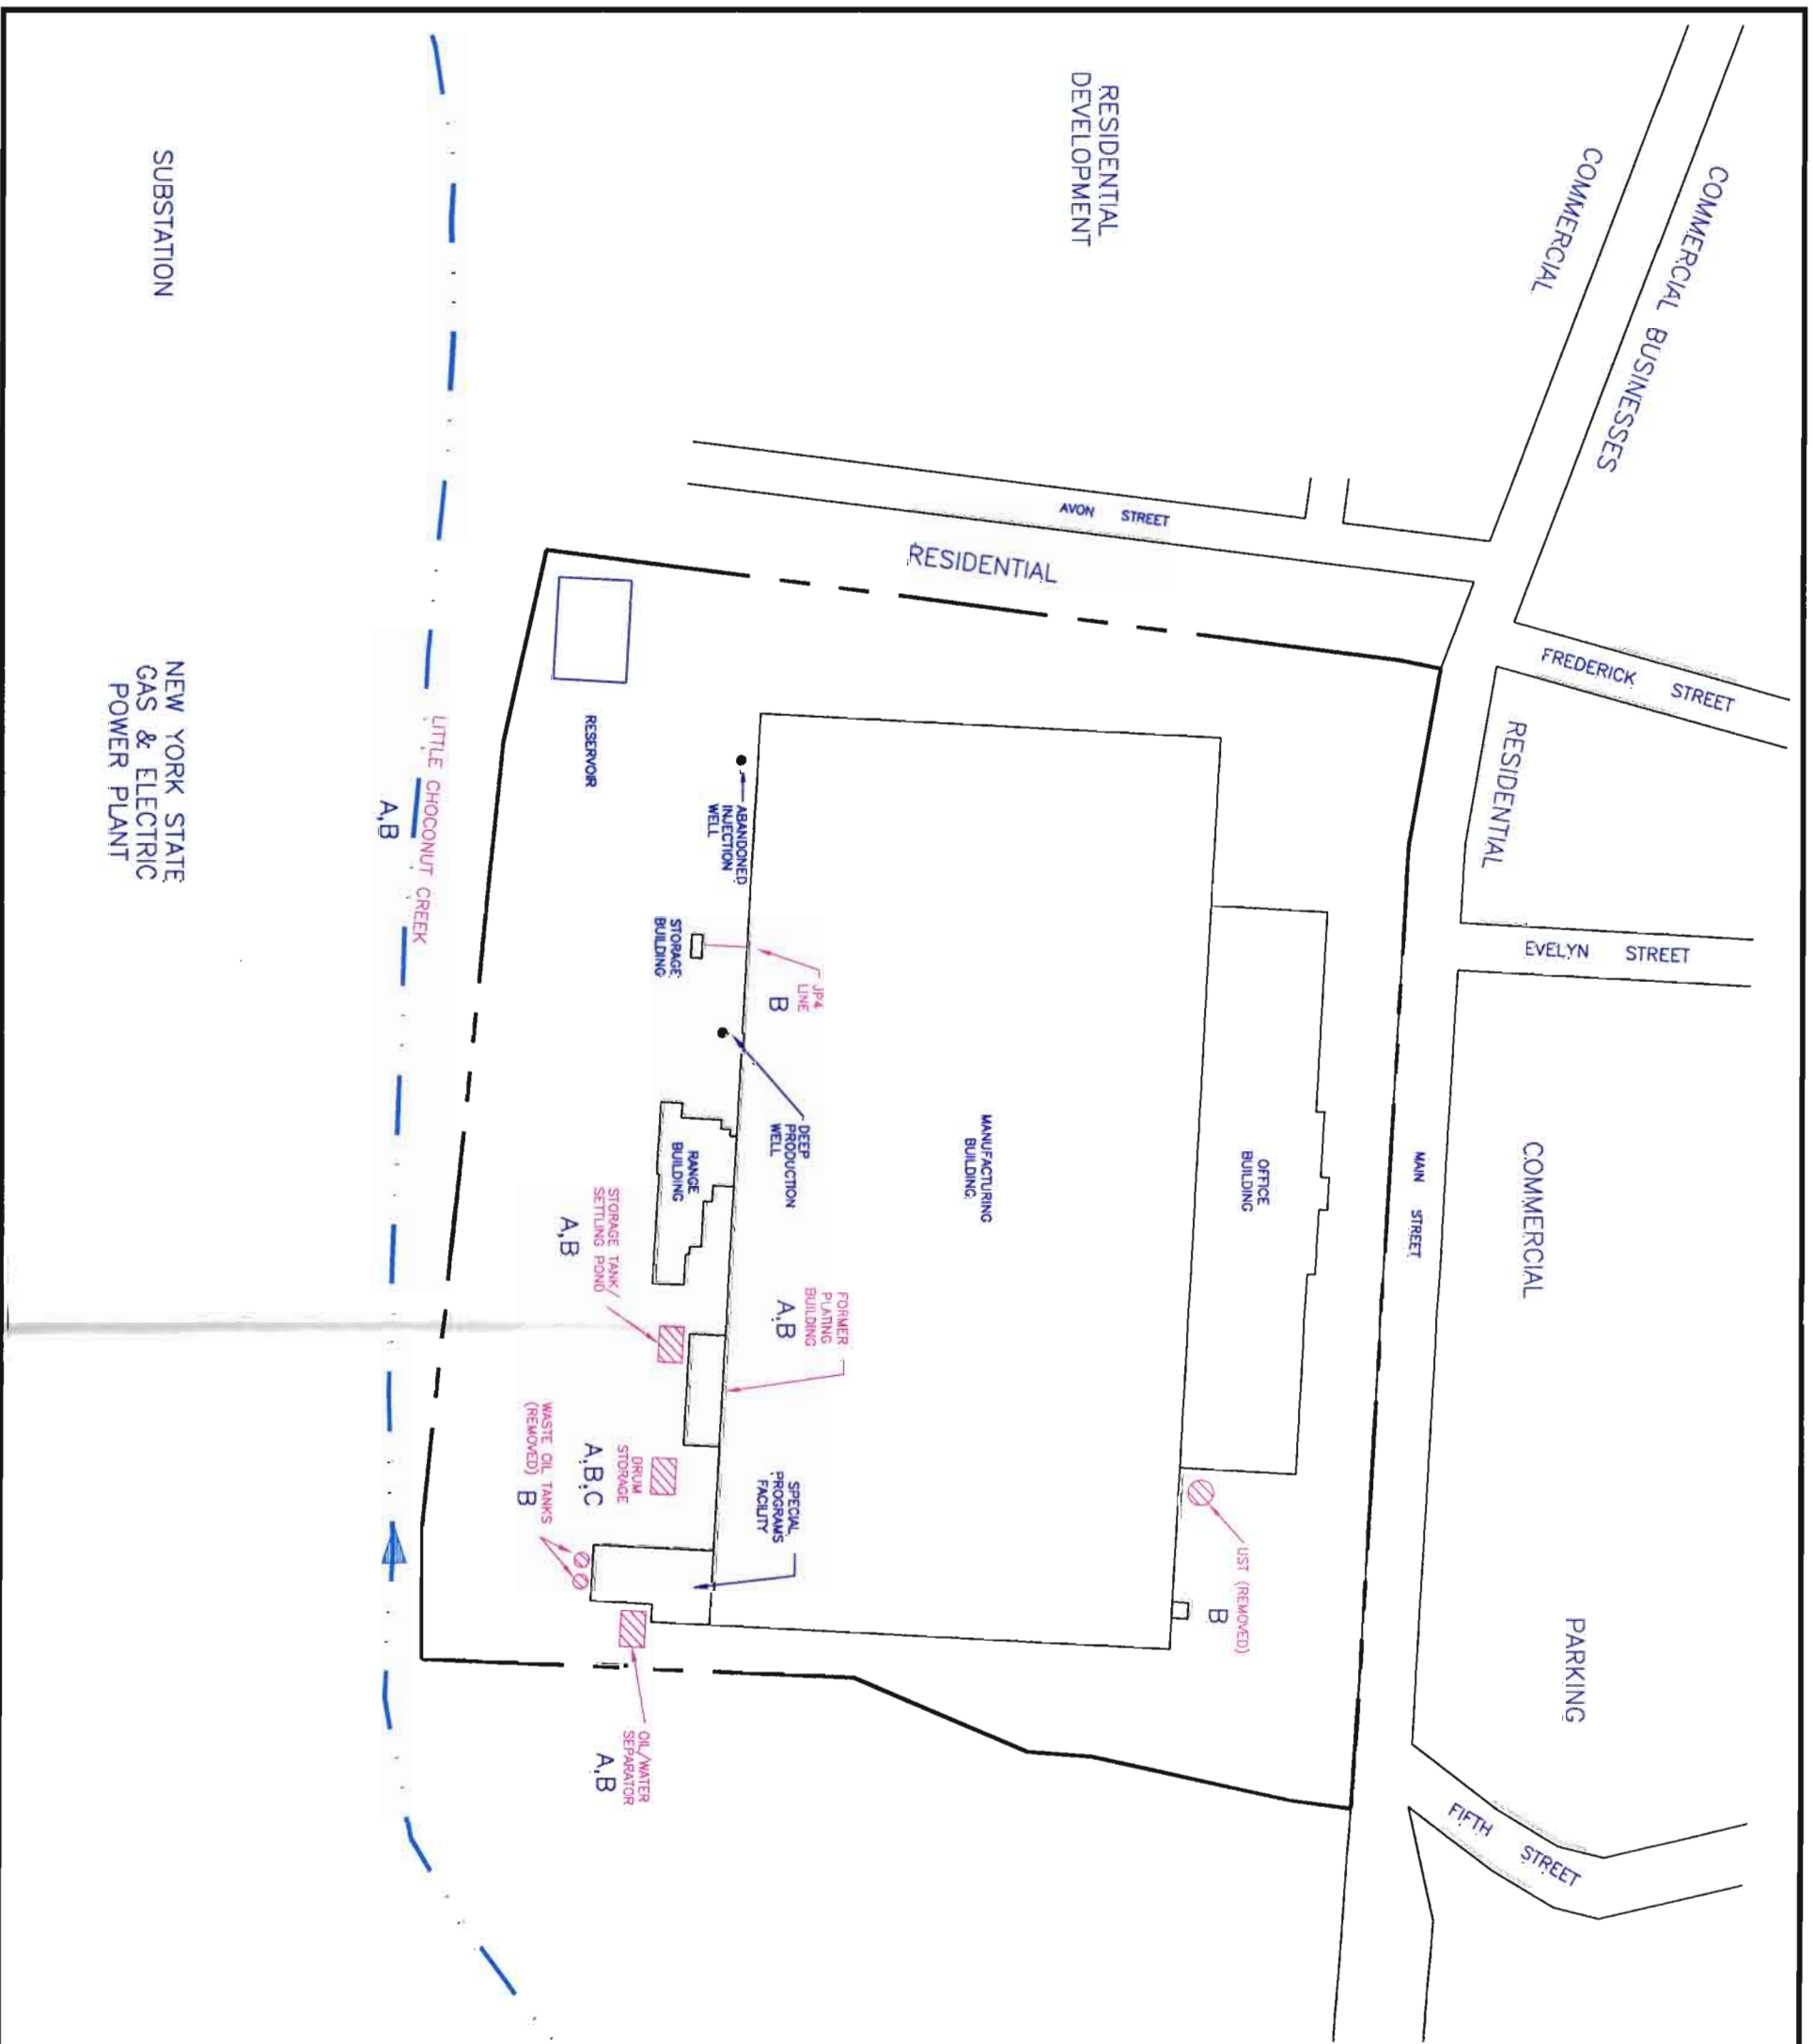 COMMERCIAL BUSINESSES
COMMERCIAL
FREDERICK STREET
RESIDENTIAL
EVELYN STREET
COMMERCIAL
PARKING
FIFTH STREET
MAIN STREET
RESIDENTIAL
DEVELOPMENT
AVON STREET
RESIDENTIAL
OFFICE
BUILDING
UST (REMOVED)
B
MANUFACTURING
BUILDING
JP4
LINE
B
DEEP
PRODUCTION
WELL
FORMER
PLATING
BUILDING
A,B
SPECIAL
PROGRAMS
FACILITY
ABANDONED
INJECTION
WELL
STORAGE
BUILDING
RANGE
BUILDING
RESERVOIR
STORAGE TANK/
SETTLING POND
A,B
DRUM
STORAGE
A,B,C
WASTE OIL TANKS
(REMOVED) B
OIL/WATER
SEPARATOR
A,B
LITTLE CHOCONUT CREEK
A,B
SUBSTATION
NEW YORK STATE
GAS & ELECTRIC
POWER PLANT